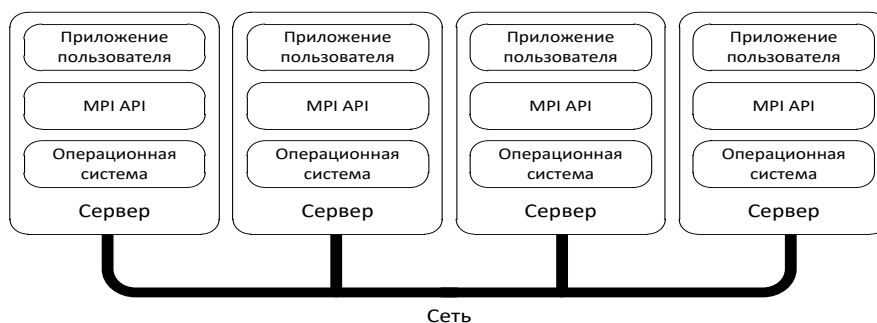 Приложение
пользователя
MPI API
Операционная
система
Сервер
Приложение
пользователя
MPI API
Операционная
система
Сервер
Приложение
пользователя
MPI API
Операционная
система
Сервер
Приложение
пользователя
MPI API
Операционная
система
Сервер
Сеть